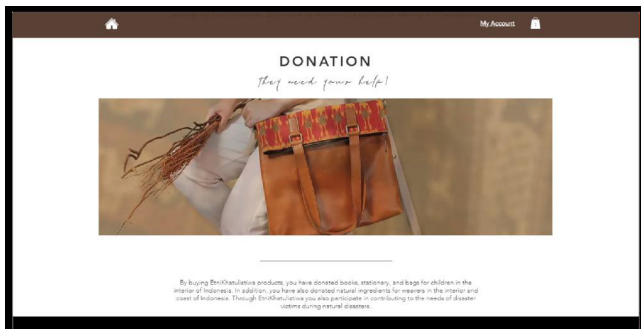 My Account
DONATION
they need your help!
By buying EtniKhatulistiwa products, you have donated books, stationary, and bags for children in the
interior of Indonesia. In addition, you have also donated natural ingredients for weavers in the interior and
coast of Indonesia. Through EtniKhatulistiwa you also participate in contributing to the needs of disaster
victims during natural disasters.